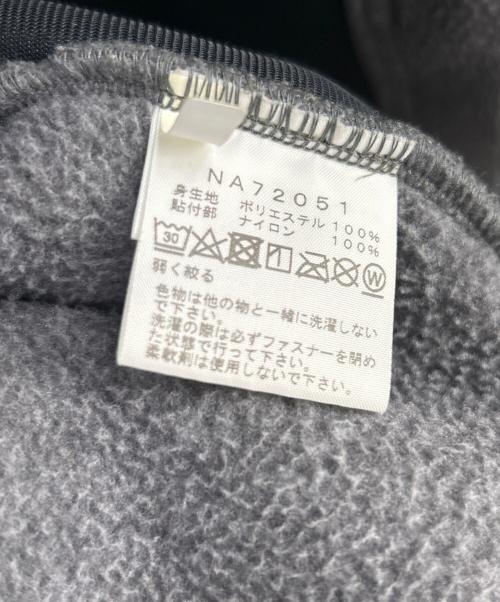 NA72051
身生地 ポリエステル 100%
貼付部 ナイロン 100%
30 W
弱く絞る
色物は他の物と一緒に洗濯しない
で下さい。
洗濯の際は必ずファスナーを閉め
た状態で行って下さい。
柔軟剤は使用しないで下さい。